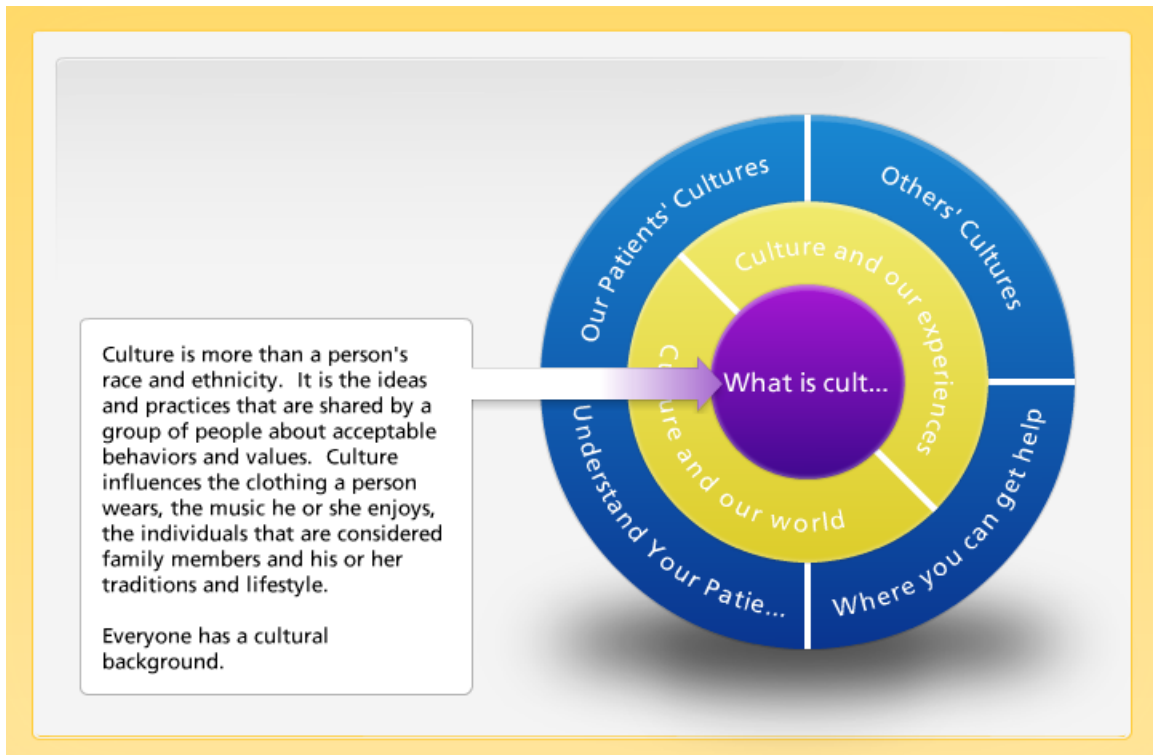 Culture is more than a person's
race and ethnicity.  It is the ideas
and practices that are shared by a
group of people about acceptable
behaviors and values.  Culture
influences the clothing a person
wears, the music he or she enjoys,
the individuals that are considered
family members and his or her
traditions and lifestyle.
Everyone has a cultural
background.
What is cult...
Culture and our experiences
Culture and our world
Our Patients' Cultures
Others' Cultures
Where you can get help
Understand Your Patie...